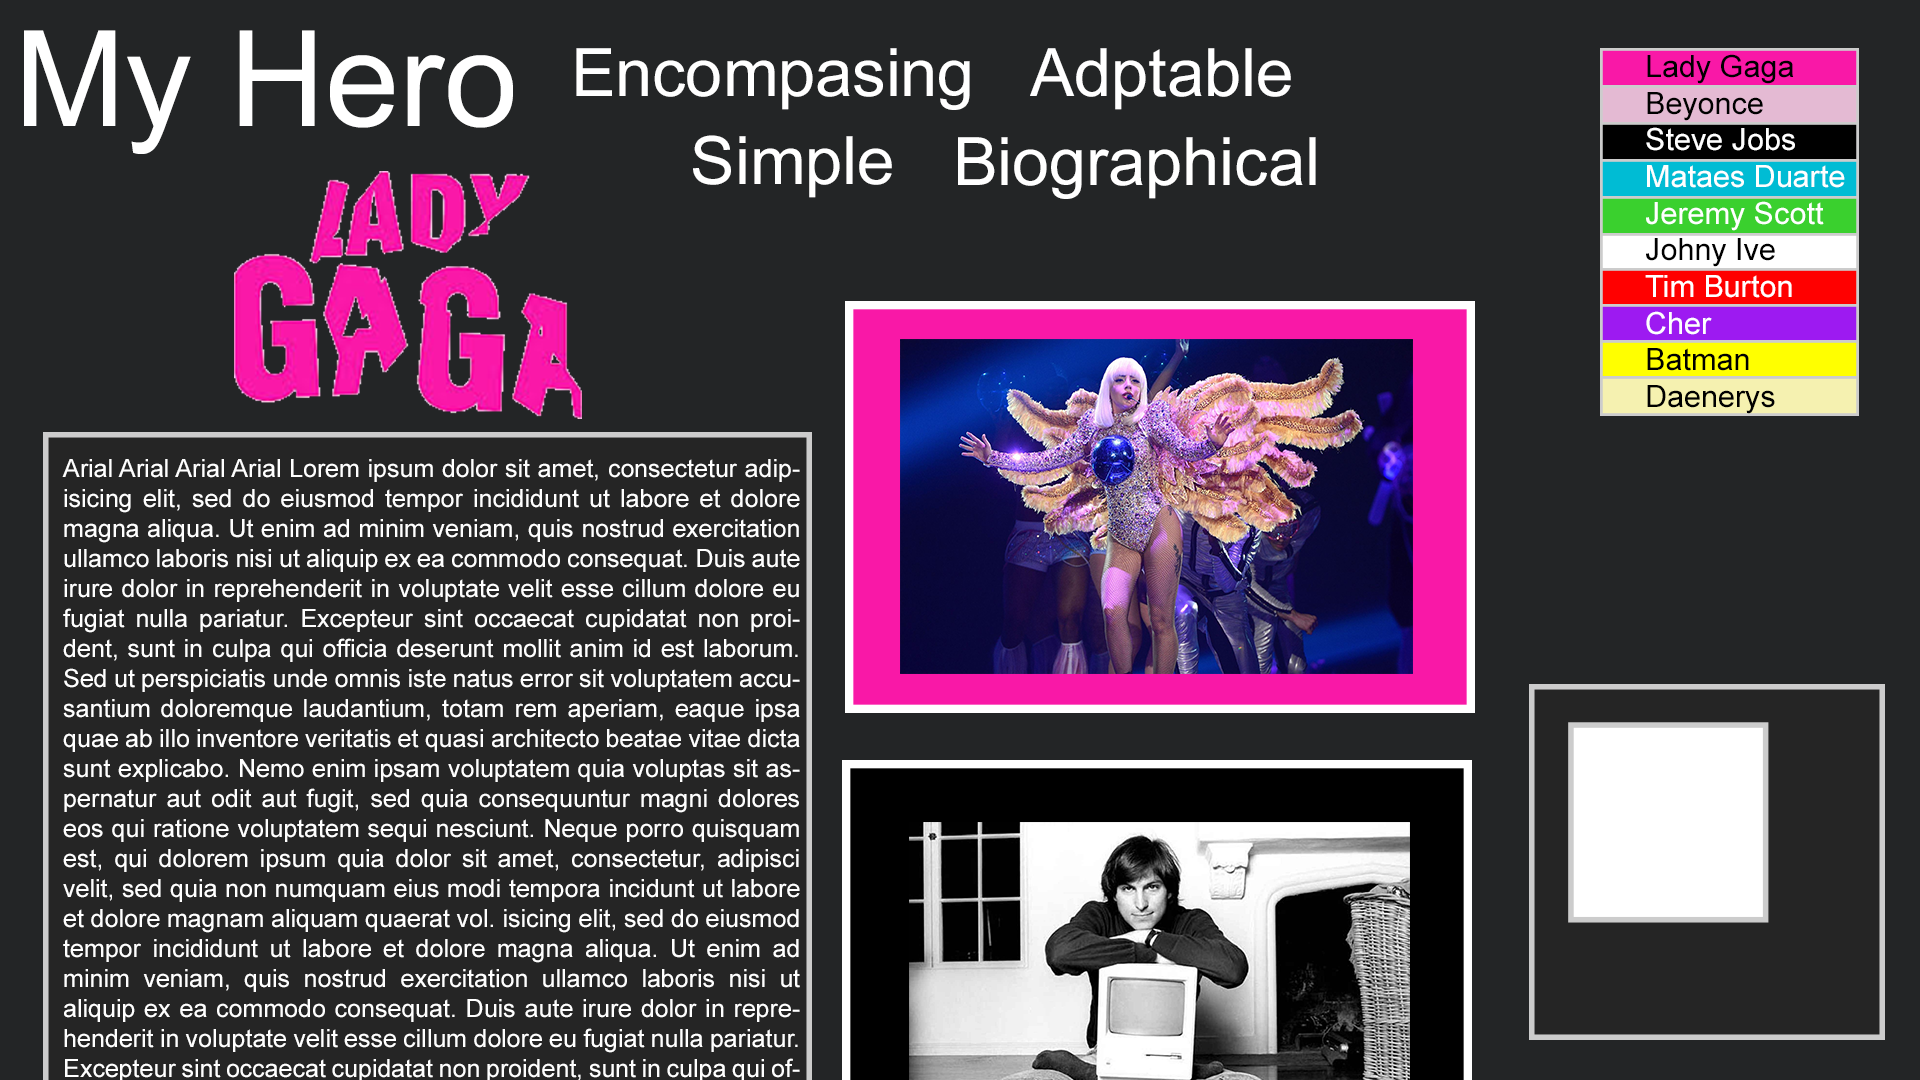 My Hero
Encompasing Adptable
Simple Biographical
LADY
GAGA
Lady Gaga
Beyonce
Steve Jobs
Mataes Duarte
Jeremy Scott
Johny Ive
Tim Burton
Cher
Batman
Daenerys
Arial Arial Arial Arial Lorem ipsum dolor sit amet, consectetur adip-
isicing elit, sed do eiusmod tempor incididunt ut labore et dolore
magna aliqua. Ut enim ad minim veniam, quis nostrud exercitation
ullamco laboris nisi ut aliquip ex ea commodo consequat. Duis aute
irure dolor in reprehenderit in voluptate velit esse cillum dolore eu
fugiat nulla pariatur. Excepteur sint occaecat cupidatat non proi-
dent, sunt in culpa qui officia deserunt mollit anim id est laborum.
Sed ut perspiciatis unde omnis iste natus error sit voluptatem accu-
santium doloremque laudantium, totam rem aperiam, eaque ipsa
quae ab illo inventore veritatis et quasi architecto beatae vitae dicta
sunt explicabo. Nemo enim ipsam voluptatem quia voluptas sit as-
pernatur aut odit aut fugit, sed quia consequuntur magni dolores
eos qui ratione voluptatem sequi nesciunt. Neque porro quisquam
est, qui dolorem ipsum quia dolor sit amet, consectetur, adipisci
velit, sed quia non numquam eius modi tempora incidunt ut labore
et dolore magnam aliquam quaerat vol. isicing elit, sed do eiusmod
tempor incididunt ut labore et dolore magna aliqua. Ut enim ad
minim veniam, quis nostrud exercitation ullamco laboris nisi ut
aliquip ex ea commodo consequat. Duis aute irure dolor in repre-
henderit in voluptate velit esse cillum dolore eu fugiat nulla pariatur.
Excepteur sint occaecat cupidatat non proident, sunt in culpa qui of-